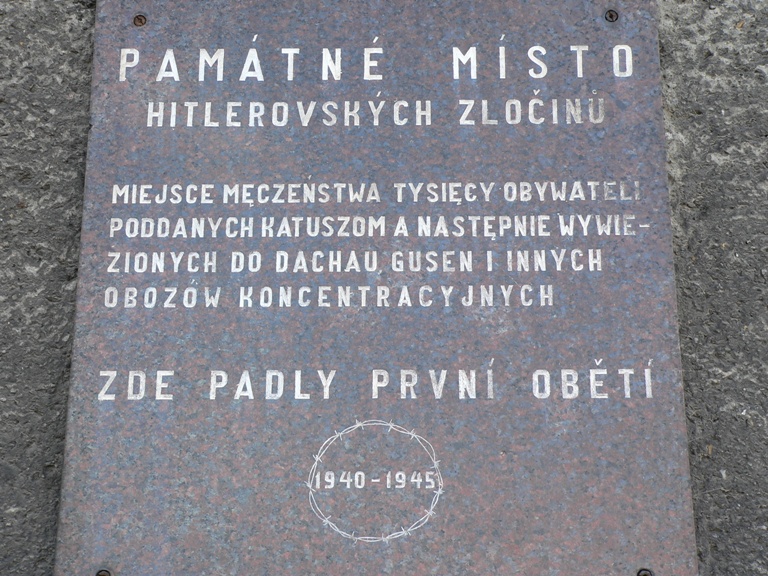 PAMÁTNÉ MÍSTO
HITLEROVSKÝCH ZLOČINŮ
MIEJSCE MĘCZEŃSTWA TYSIĘCY OBYWATELI
PODDANYCH KATUSZOM A NASTĘPNIE WYWIE-
ZIONYCH DO DACHAU, GUSEN I INNYCH
OBOZÓW KONCENTRACYJNYCH
ZDE PADLY PRVNÍ OBĚTÍ
1940-1945